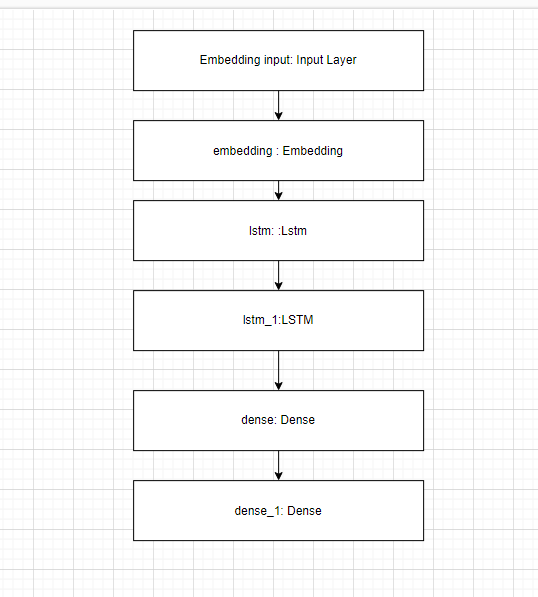 Embedding input: Input Layer
embedding : Embedding
lstm: :Lstm
lstm_1:LSTM
dense: Dense
dense_1: Dense